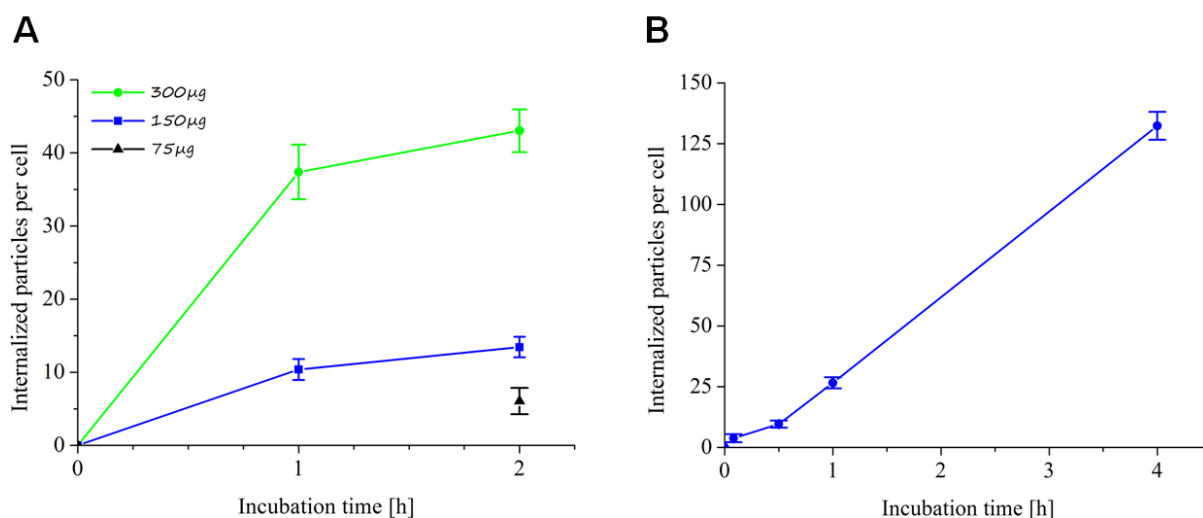 A
50
40
30
20
10
0
300µg
150µg
75µg
Internalized particles per cell
0
1
2
Incubation time [h]
B
150
125
100
75
50
25
0
Internalized particles per cell
0
1
2
3
4
Incubation time [h]